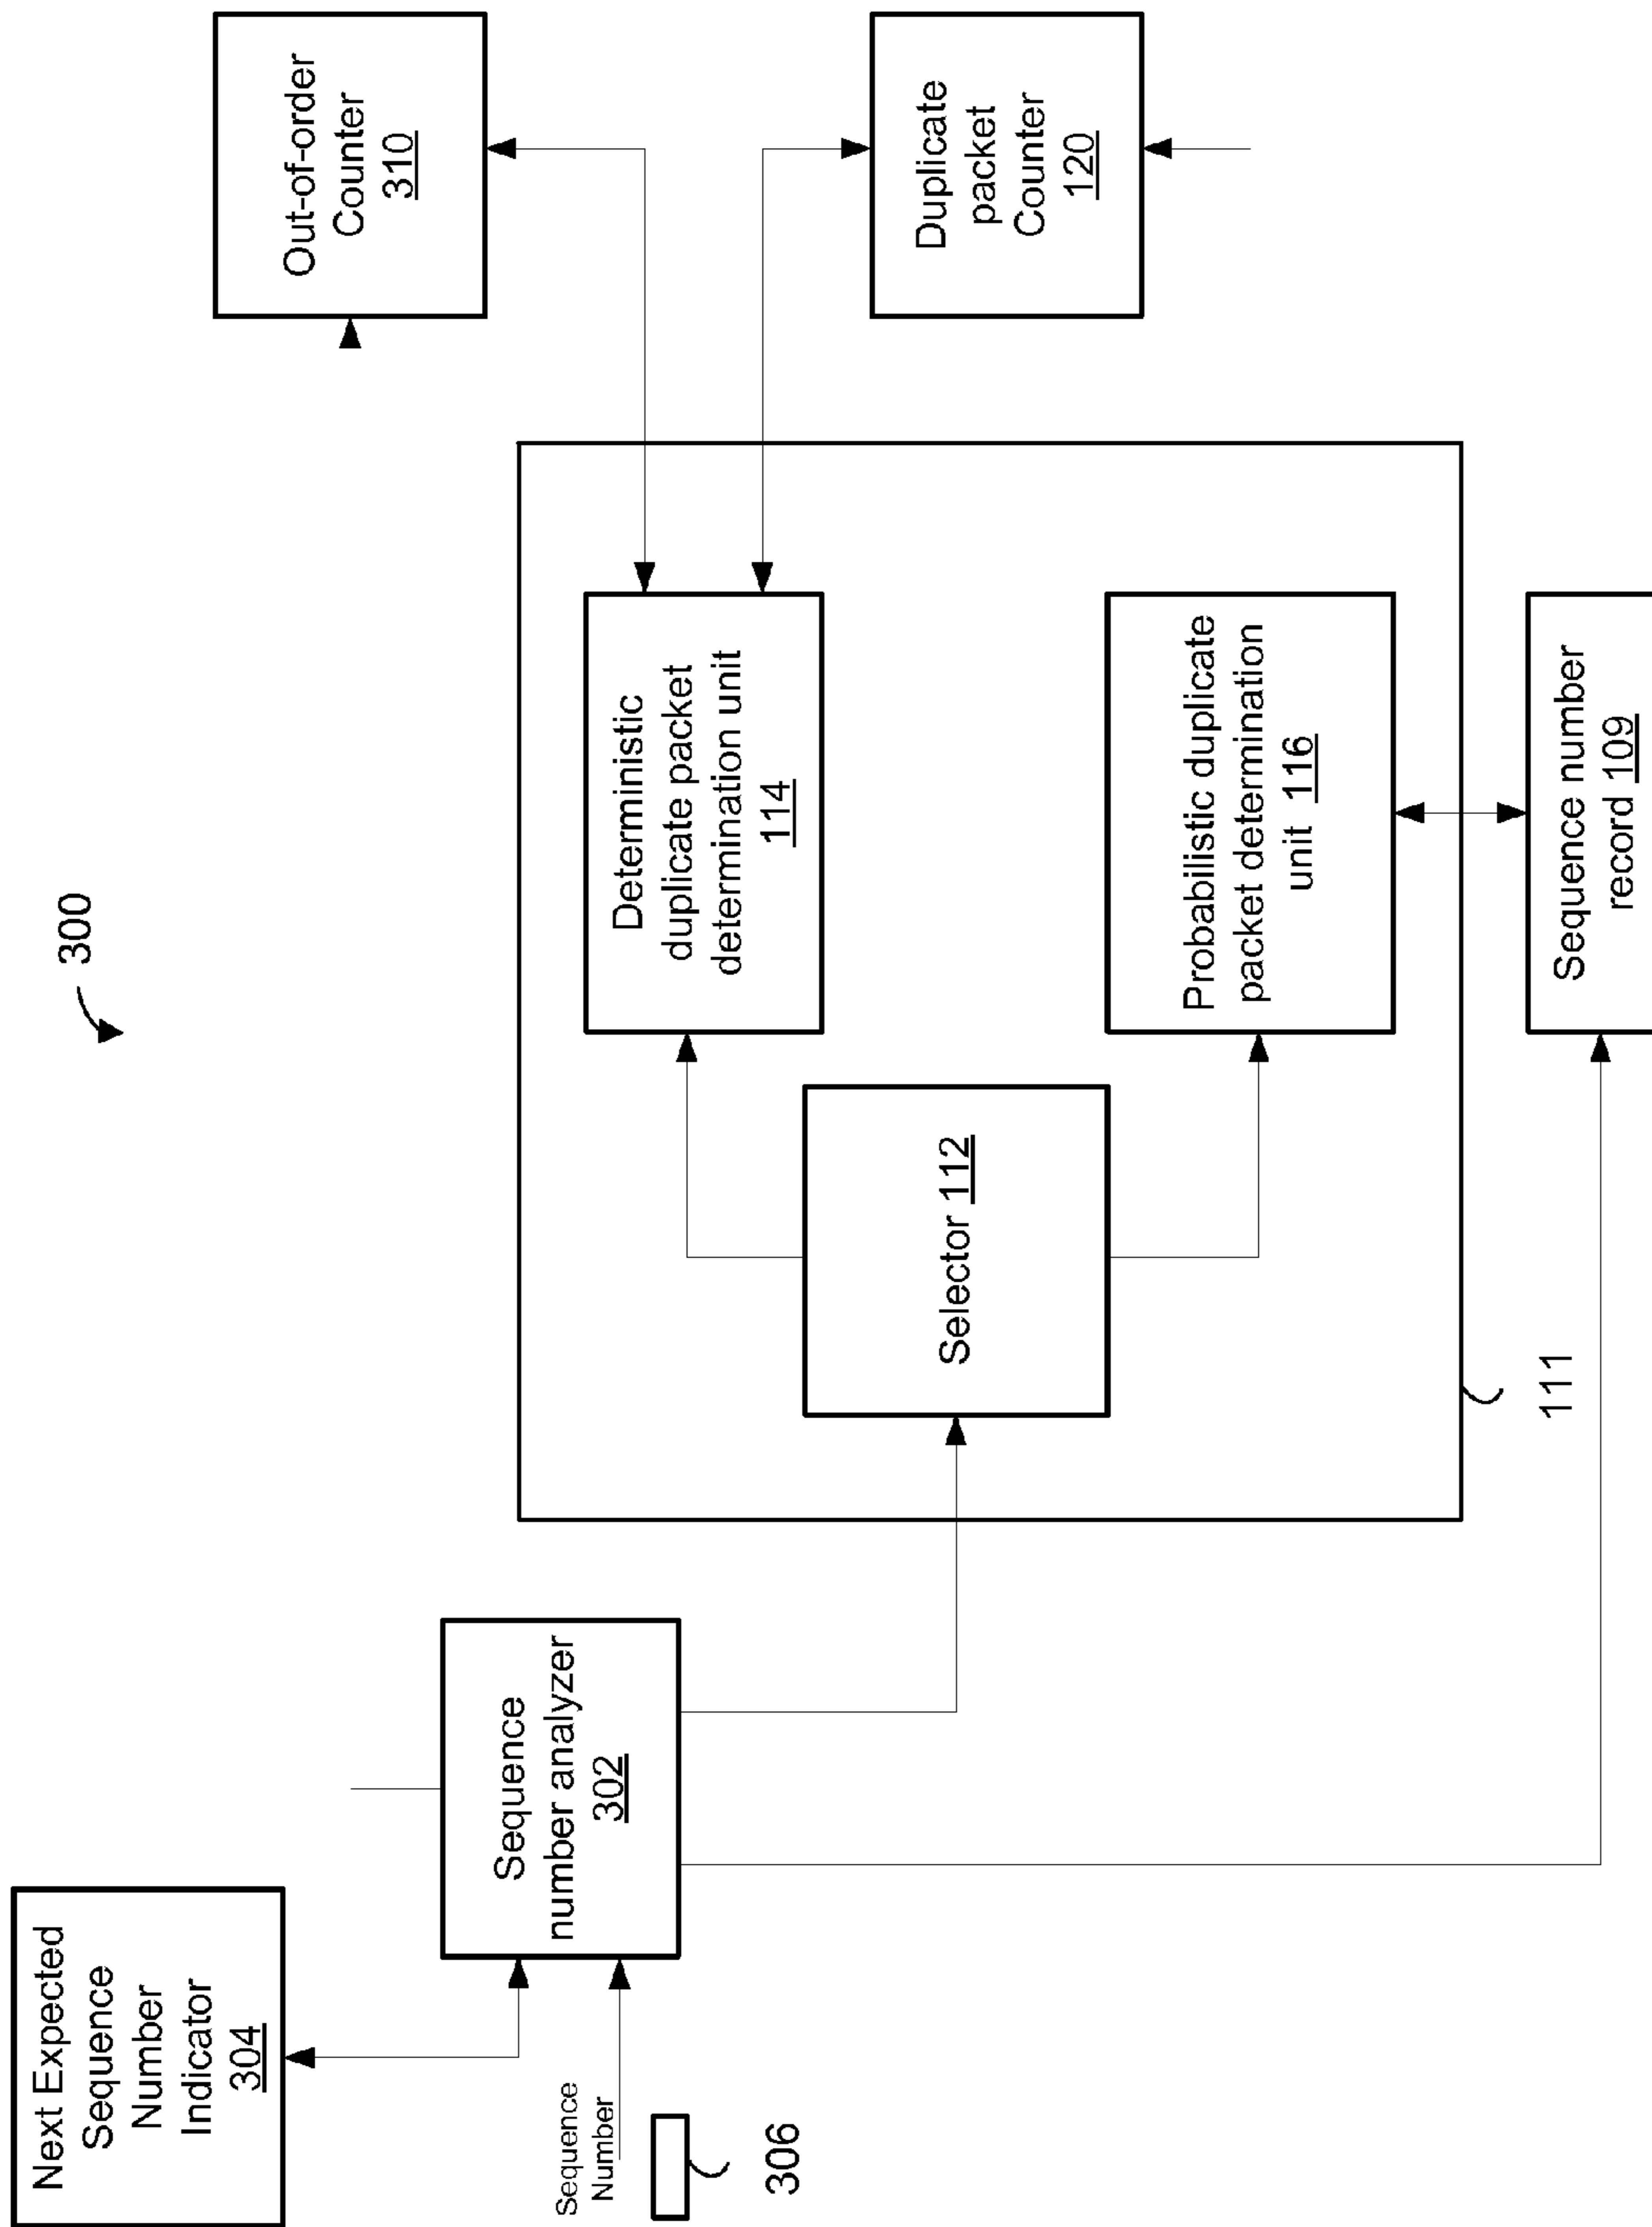 300
Next Expected
Sequence
Number
Indicator
304
Sequence
Number
306
Sequence
number analyzer
302
Selector 112
Deterministic
duplicate packet
determination unit
114
Probabilistic duplicate
packet determination
unit 116
111
Sequence number
record 109
Out-of-order
Counter
310
Duplicate
packet
Counter
120